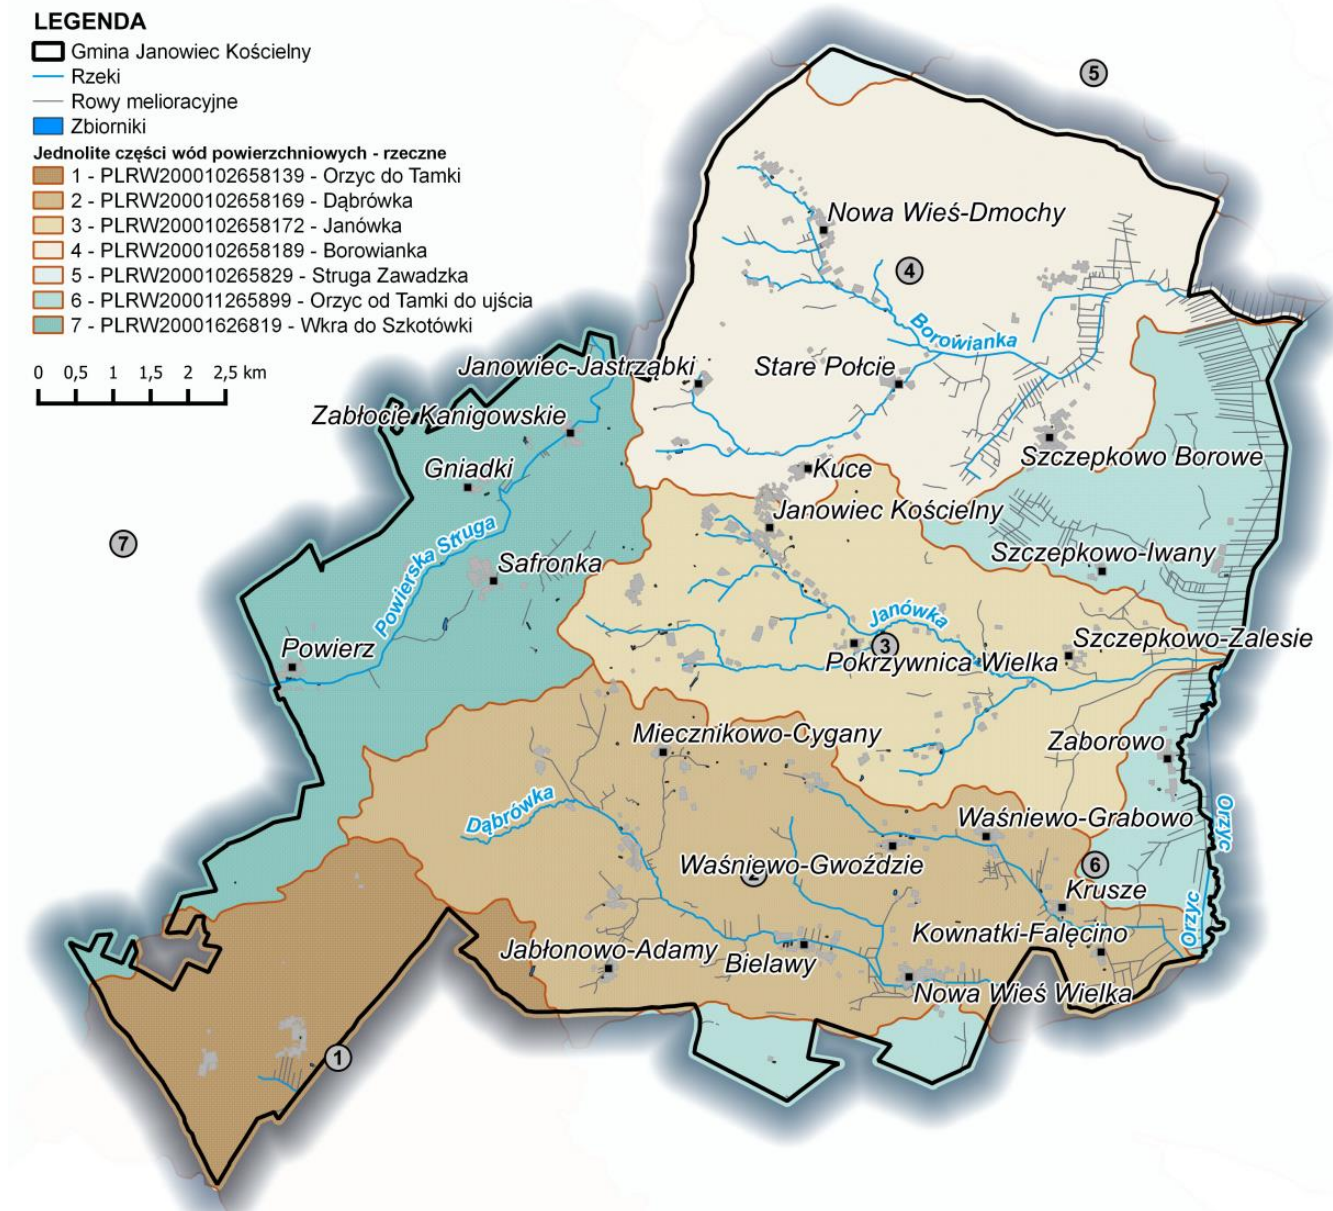 LEGENDA
Gmina Janowiec Kościelny
Rzeki
Rowy melioracyjne
Zbiorniki
Jednolite części wód powierzchniowych - rzeczne
1 - PLRW2000102658139 - Orzyc do Tamki
2 - PLRW2000102658169 - Dąbrówka
3 - PLRW2000102658172 - Janówka
4 - PLRW2000102658189 - Borowianka
5 - PLRW200010265829 - Struga Zawadzka
6 - PLRW200011265899 - Orzyc od Tamki do ujścia
7 - PLRW20001626819 - Wkra do Szkotówki
0 0,5 1 1,5 2 2,5 km
5
Nowa Wieś-Dmochy
4
Borowianka
Janowiec-Jastrząbki
Stare Połcie
Zabłocie Kanigowskie
Szczepkowo Borowe
Gniadki
Kuce
Janowiec Kościelny
7
Powierska Struga
Szczepkowo-Iwany
Safronka
Janówka
Powierz
3
Szczepkowo-Zalesie
Pokrzywnica Wielka
Miecznikowo-Cygany
Zaborowo
Dąbrówka
Orzyc
Waśniewo-Grabowo
Waśniewo-Gwoździe
2
6
Krusze
Orzyc
Kownatki-Falęcino
Jabłonowo-Adamy
Bielawy
Nowa Wieś Wielka
1